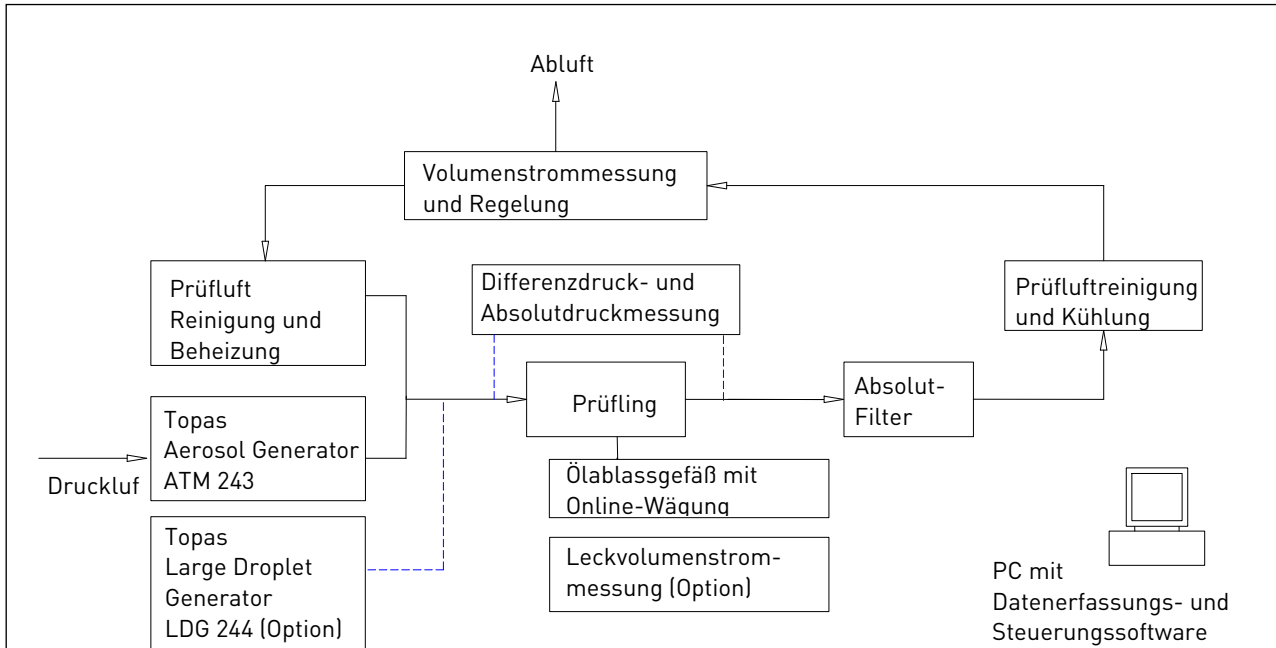 Abluft
Volumenstrommessung
und Regelung
Prüfluft
Reinigung und
Beheizung
Differenzdruck- und
Absolutdruckmessung
Prüfluftreinigung
und Kühlung
Prüfling
Absolut-
Filter
Topas
Aerosol Generator
ATM 243
Druckluf
Ölablassgefäß mit
Online-Wägung
Topas
Large Droplet
Generator
LDG 244 (Option)
Leckvolumenstrom-
messung (Option)
PC mit
Datenerfassungs- und
Steuerungssoftware